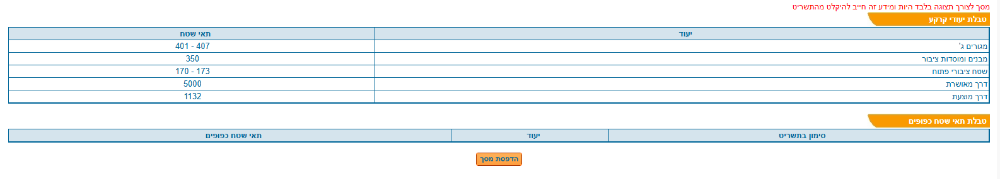 מסך לצורך תצוגה בלבד היות ומידע זה חייב להיקלט מהתשריט
טבלת יעודי קרקע
יעוד תאי שטח
מגורים ג' 401 - 407
מבנים ומוסדות ציבור 350
שטח ציבורי פתוח 170 - 173
דרך מאושרת 5000
דרך מוצעת 1132
טבלת תאי שטח כפופים
סימון בתשריט יעוד תאי שטח כפופים
הדפסת מסך